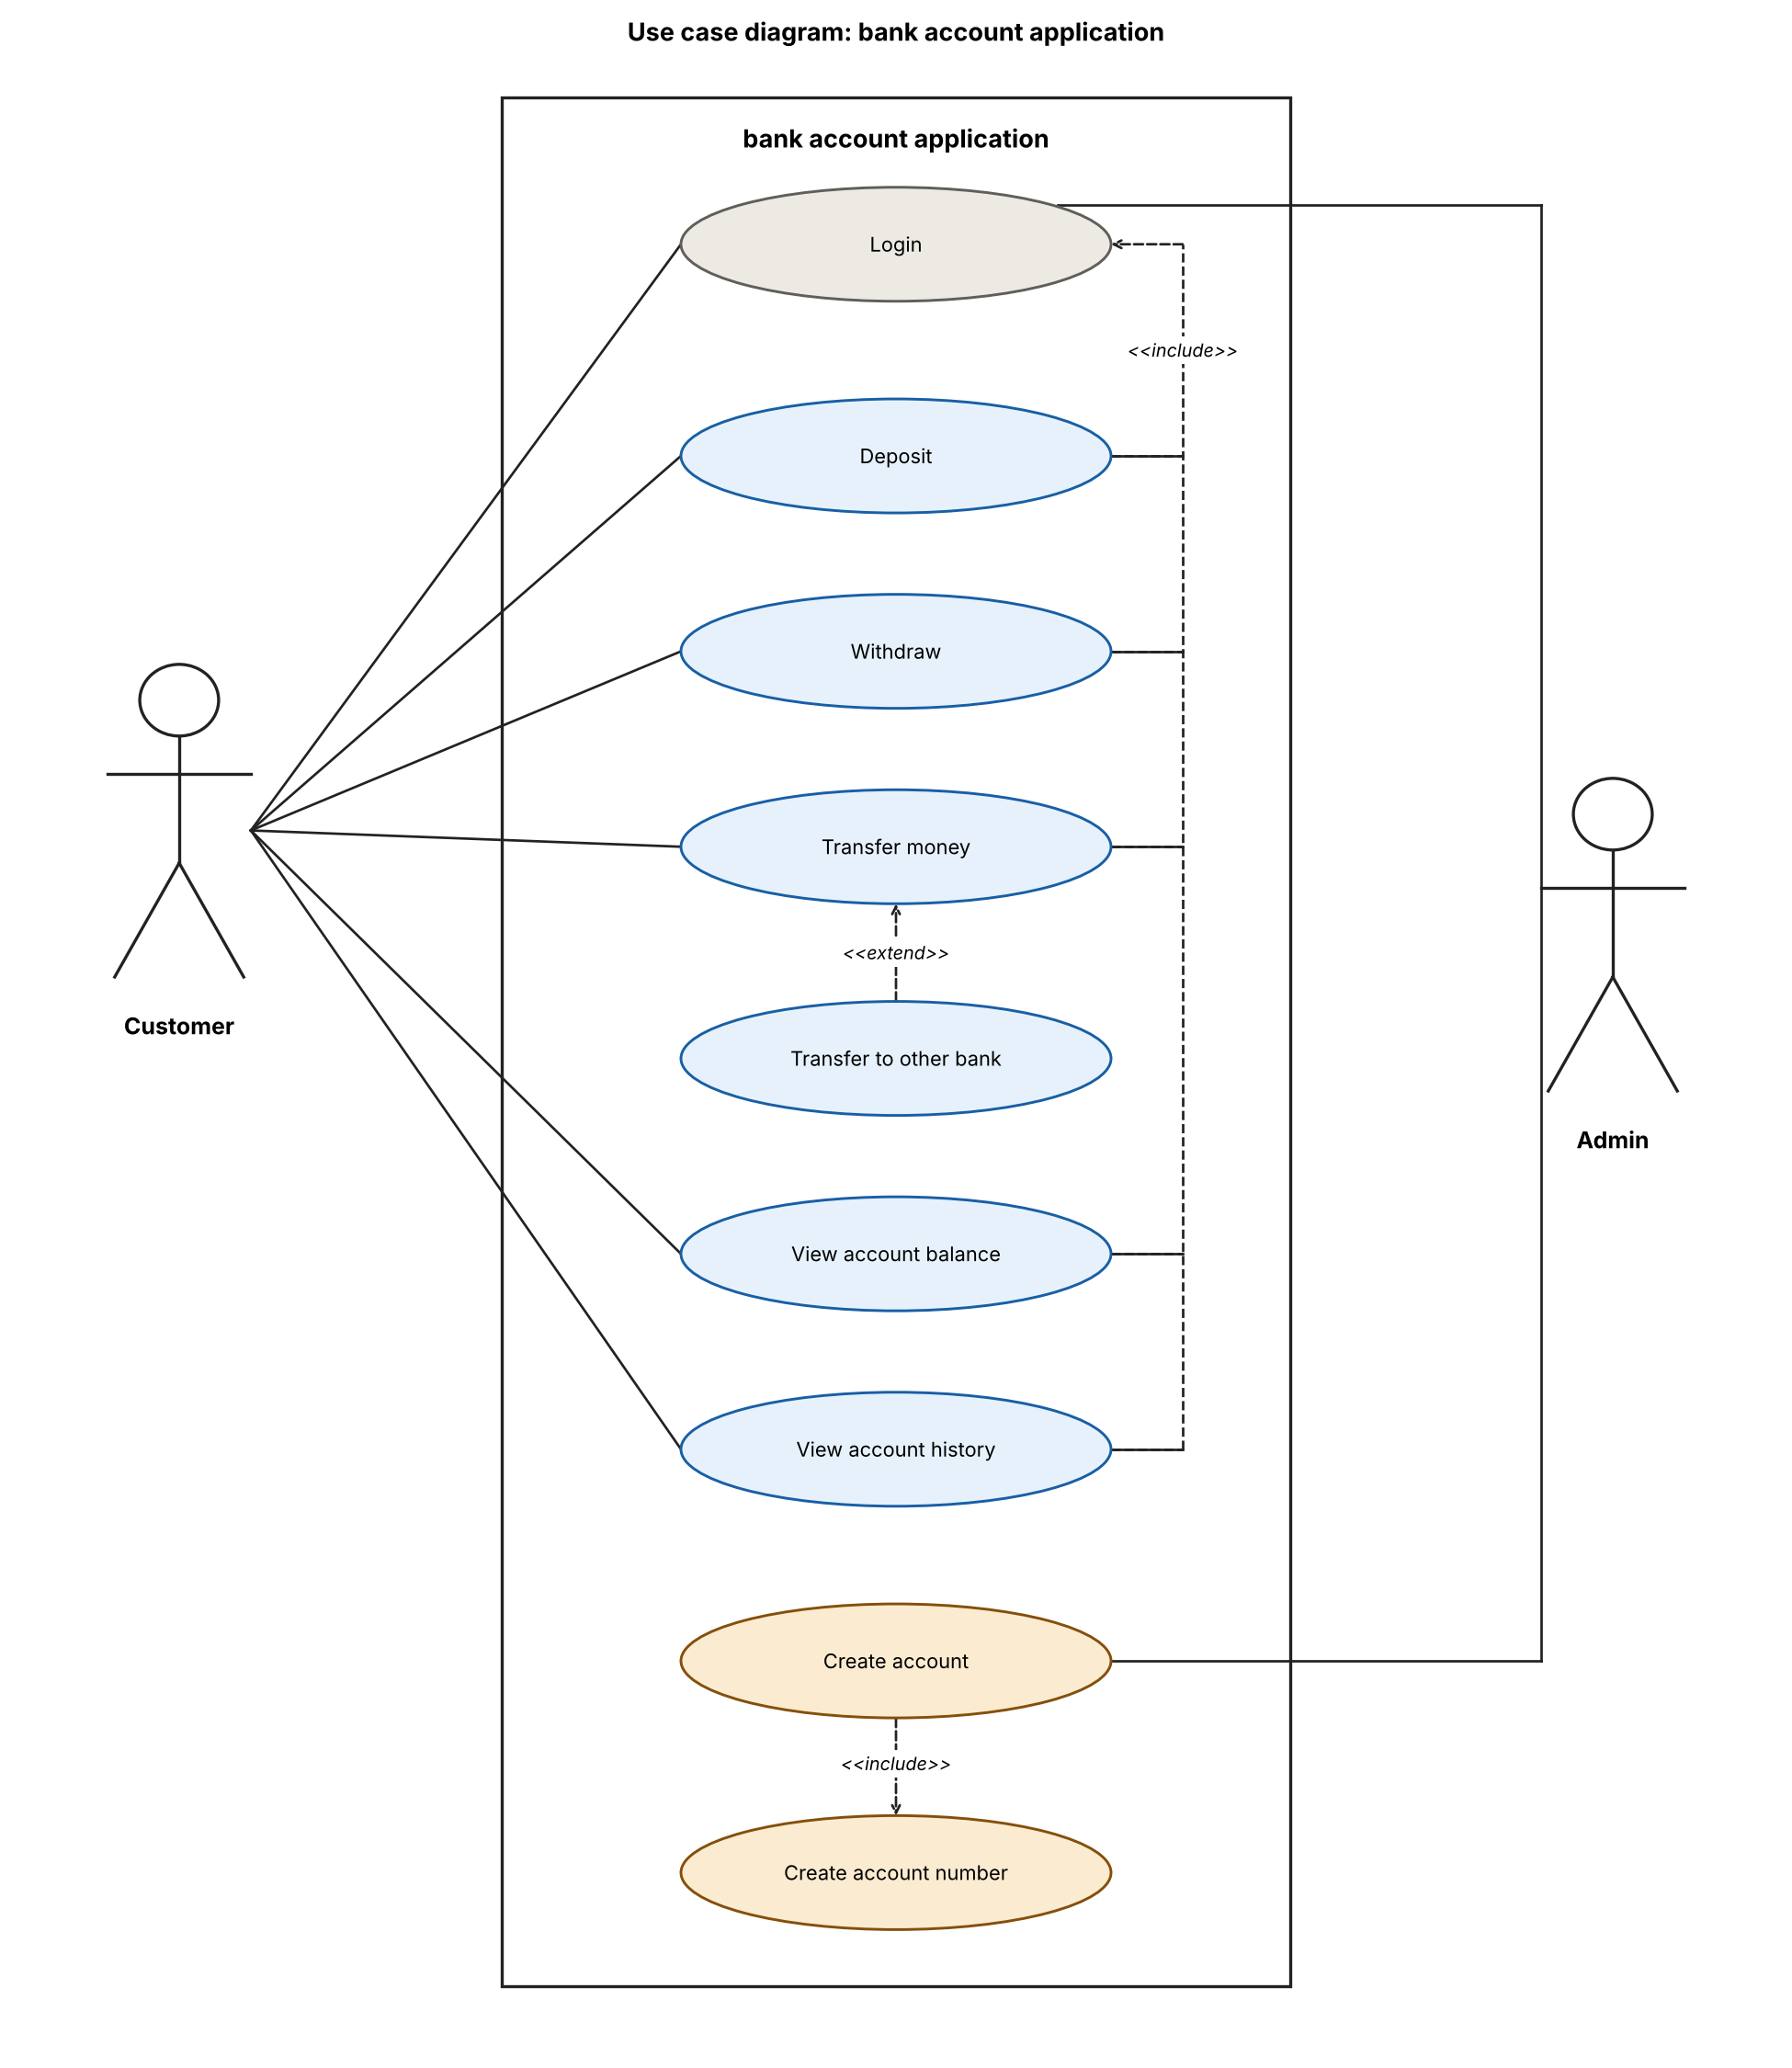 Use case diagram: bank account application
bank account application
Login
<<include>>
Deposit
Withdraw
Transfer money
<<extend>>
Customer
Transfer to other bank
Admin
View account balance
View account history
Create account
<<include>>
Create account number